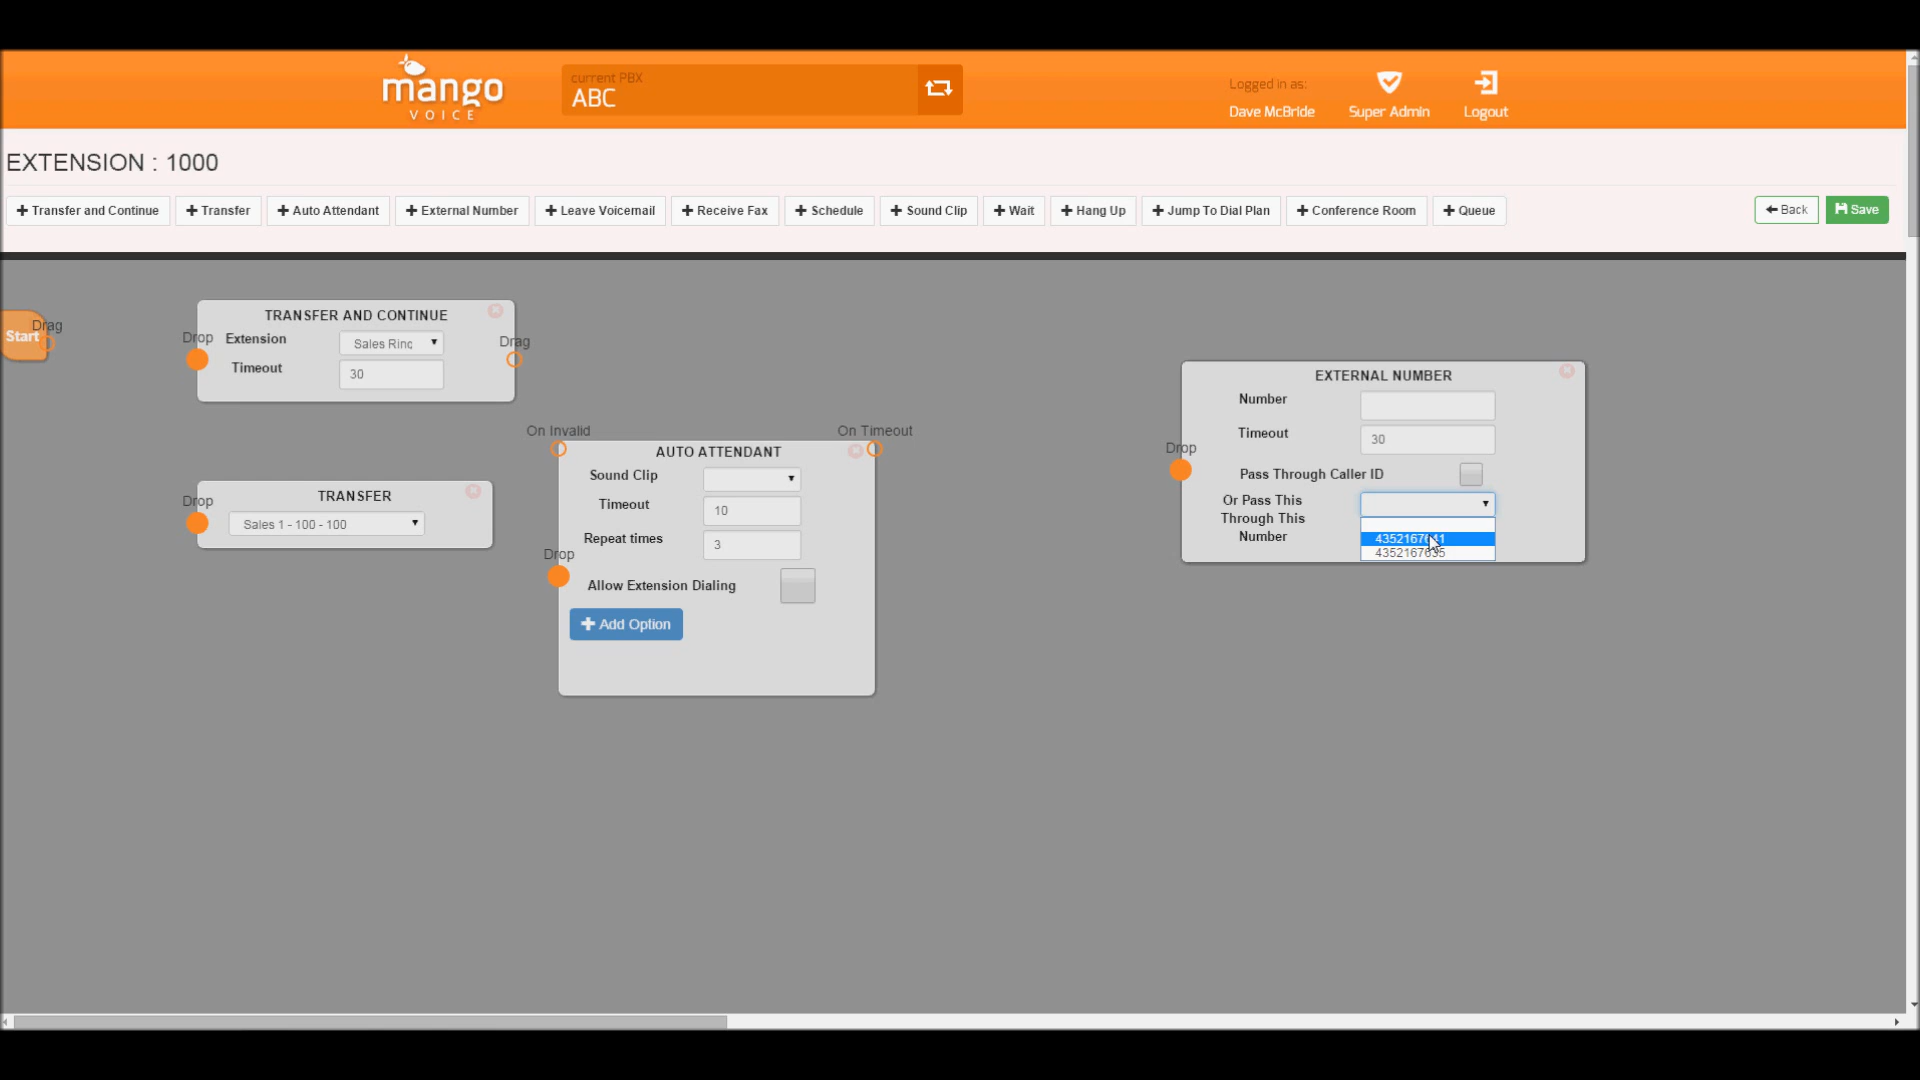 mango
VOICE
current PBX
ABC
Logged in as:
Dave McBride
Super Admin
Logout
EXTENSION : 1000
Transfer and Continue
Transfer
Auto Attendant
External Number
Leave Voicemail
Receive Fax
Schedule
Sound Clip
Wait
Hang Up
Jump To Dial Plan
Conference Room
Queue
Back
Save
Start
Drag
TRANSFER AND CONTINUE
Drop
Extension
Sales Ring
Drag
Timeout
30
EXTERNAL NUMBER
Number
Timeout
30
Drop
Pass Through Caller ID
Or Pass This
Through This
Number
4352167635
On Invalid
On Timeout
AUTO ATTENDANT
Sound Clip
Timeout
10
Repeat times
3
Drop
Allow Extension Dialing
Add Option
TRANSFER
Drop
Sales 1 - 100 - 100